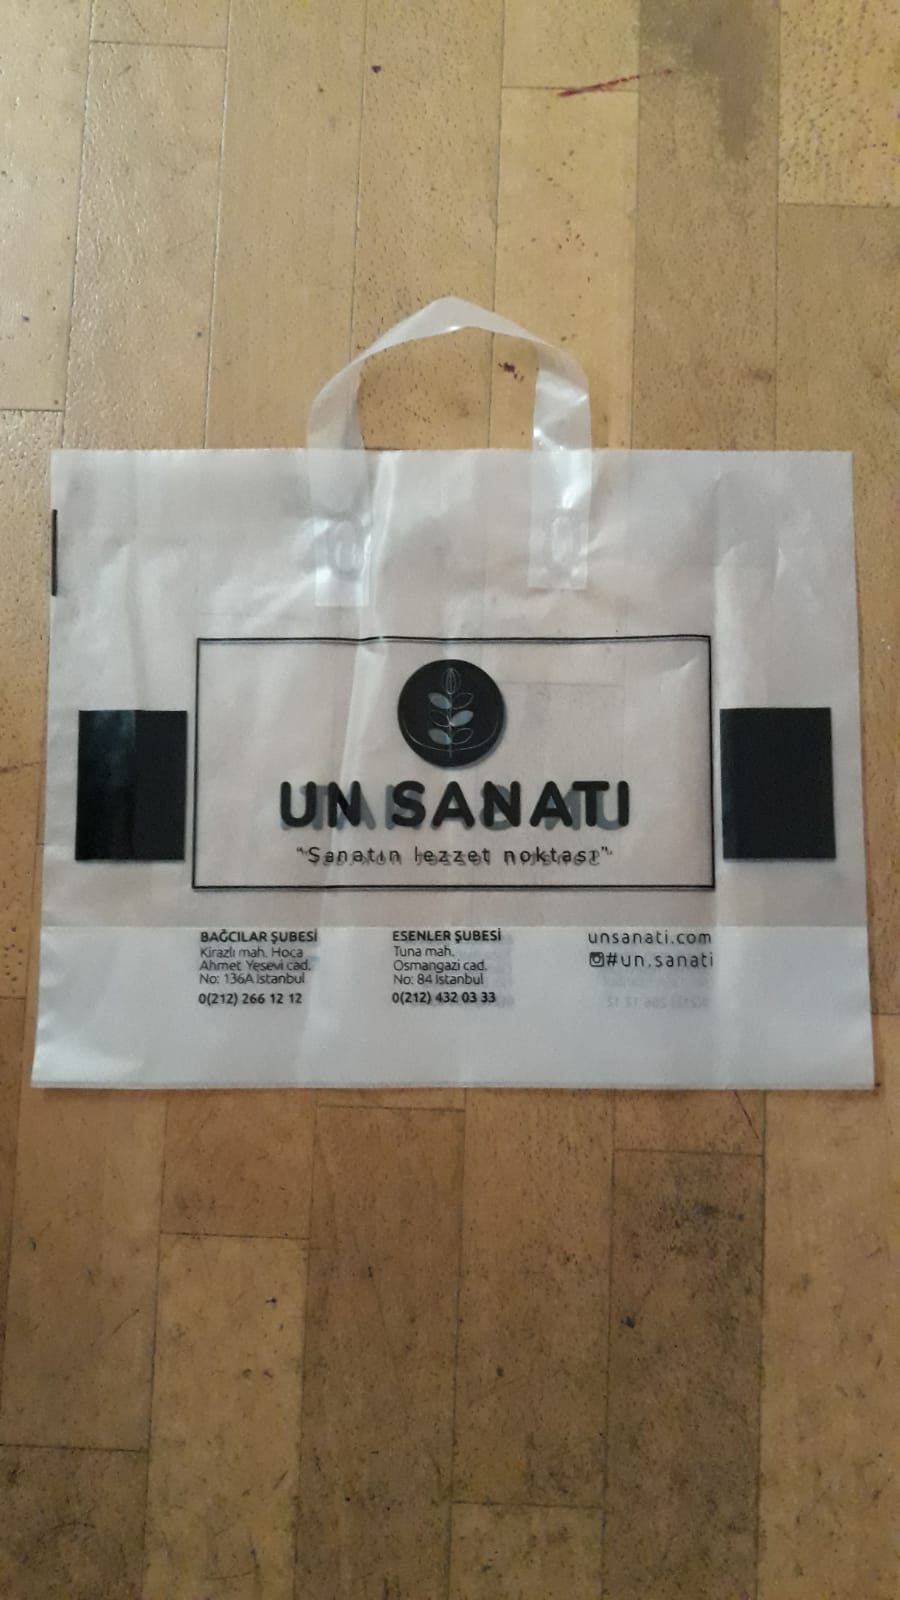 UN SANATI
"Sanatın lezzet noktası"
BAĞCILAR ŞUBESİ
Kirazlı mah. Hoca
Ahmet Yesevi cad.
No: 136A İstanbul
0(212) 266 12 12
ESENLER ŞUBESİ
Tuna mah.
Osmangazi cad.
No: 84 İstanbul
0(212) 432 03 33
unsanati.com
#un.sanati